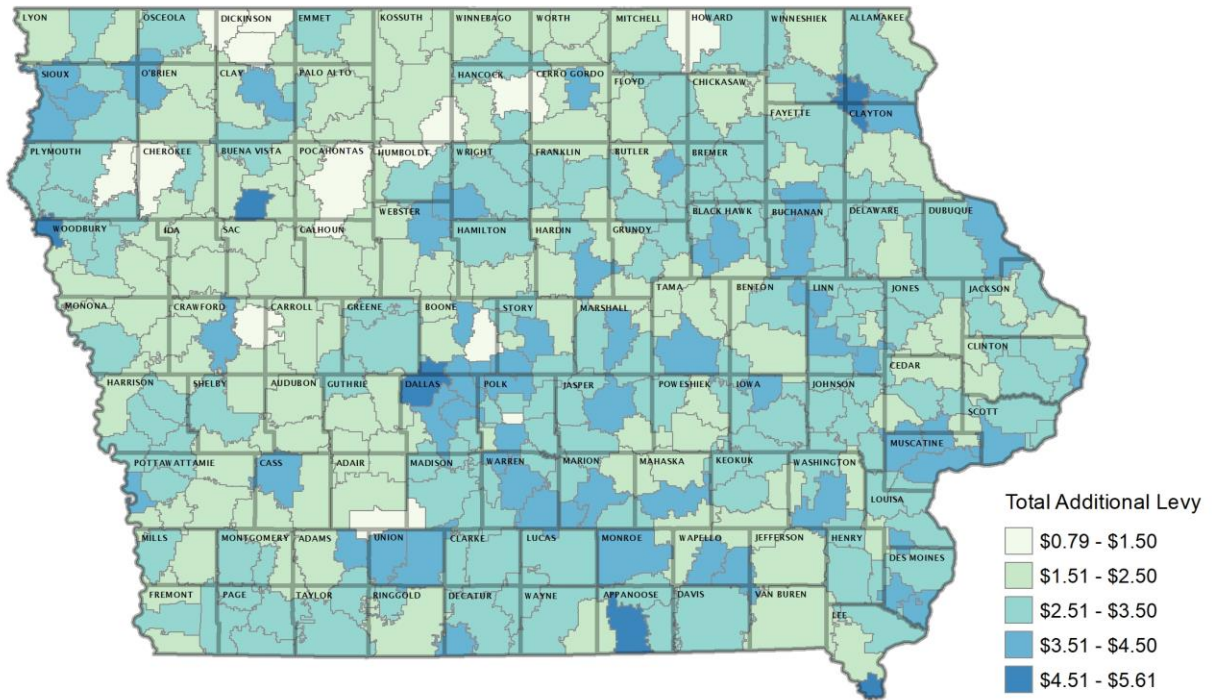 LYON
OSCEOLA
DICKINSON
EMMET
KOSSUTH
WINNEBAGO
WORTH
MITCHELL
HOWARD
WINNESHIEK
ALLAMAKEE
SIOUX
O'BRIEN
CLAY
PALO ALTO
HANCOCK
CERRO GORDO
FLOYD
CHICKASAW
FAYETTE
CLAYTON
PLYMOUTH
CHEROKEE
BUENA VISTA
POCAHONTAS
HUMBOLDT
WRIGHT
FRANKLIN
BUTLER
BREMER
WOODBURY
IDA
SAC
CALHOUN
WEBSTER
HAMILTON
HARDIN
GRUNDY
BLACK HAWK
BUCHANAN
DELAWARE
DUBUQUE
MONONA
CRAWFORD
CARROLL
GREENE
BOONE
STORY
MARSHALL
TAMA
BENTON
LINN
JONES
JACKSON
CLINTON
CEDAR
HARRISON
SHELBY
AUDUBON
GUTHRIE
DALLAS
POLK
JASPER
POWESHIEK
IOWA
JOHNSON
SCOTT
MUSCATINE
POTTAWATTAMIE
CASS
ADAIR
MADISON
WARREN
MARION
MAHASKA
KEOKUK
WASHINGTON
LOUISA
MILLS
MONTGOMERY
ADAMS
UNION
CLARKE
LUCAS
MONROE
WAPELLO
JEFFERSON
HENRY
DES MOINES
FREMONT
PAGE
TAYLOR
RINGGOLD
DECATUR
WAYNE
APPANOOSE
DAVIS
VAN BUREN
LEE
Total Additional Levy
$0.79 - $1.50
$1.51 - $2.50
$2.51 - $3.50
$3.51 - $4.50
$4.51 - $5.61